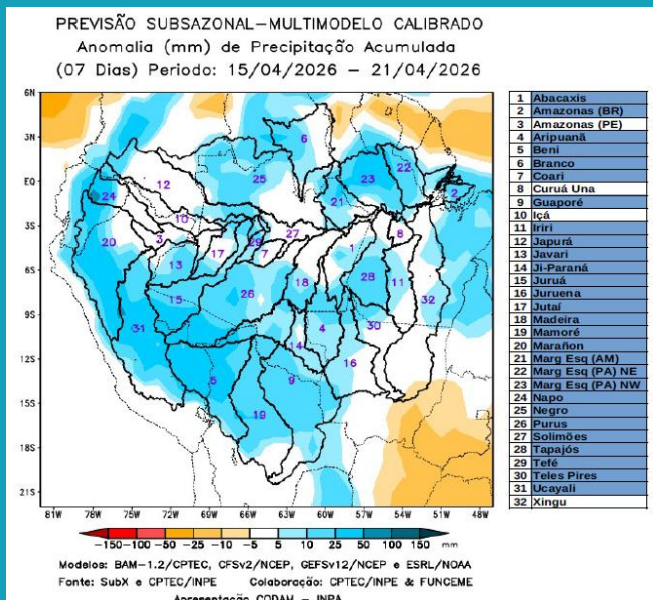 PREVISÃO SUBSAZONAL-MULTIMODELO CALIBRADO
Anomalia (mm) de Precipitação Acumulada
(07 Dias) Periodo: 15/04/2026 - 21/04/2026
6N
3N
EQ
3S
6S
9S
12S
15S
18S
21S
81W 78W 75W 72W 69W 66W 63W 60W 57W 54W 51W 48W
6
12
25
23
22
2
24
21
10
20
3
29
27
8
17
7
1
13
15
26
18
28
11
32
31
4
30
14
16
5
9
19
-150 -100 -50 -25 -10 -5 5 10 25 50 100 150 mm
Modelos: BAM-1.2/CPTEC, CFSv2/NCEP, GEFSv12/NCEP e ESRL/NOAA
Fonte: SubX e CPTEC/INPE Colaboração: CPTEC/INPE & FUNCEME
Apresentação CODAM - INPA
1 Abacaxis
2 Amazonas (BR)
3 Amazonas (PE)
4 Aripuanã
5 Beni
6 Branco
7 Coari
8 Curuá Una
9 Guaporé
10 Içá
11 Iriri
12 Japurá
13 Javari
14 Ji-Paraná
15 Juruá
16 Juruena
17 Jutaí
18 Madeira
19 Mamoré
20 Marañon
21 Marg Esq (AM)
22 Marg Esq (PA) NE
23 Marg Esq (PA) NW
24 Napo
25 Negro
26 Purus
27 Solimões
28 Tapajós
29 Tefé
30 Teles Pires
31 Ucayali
32 Xingu